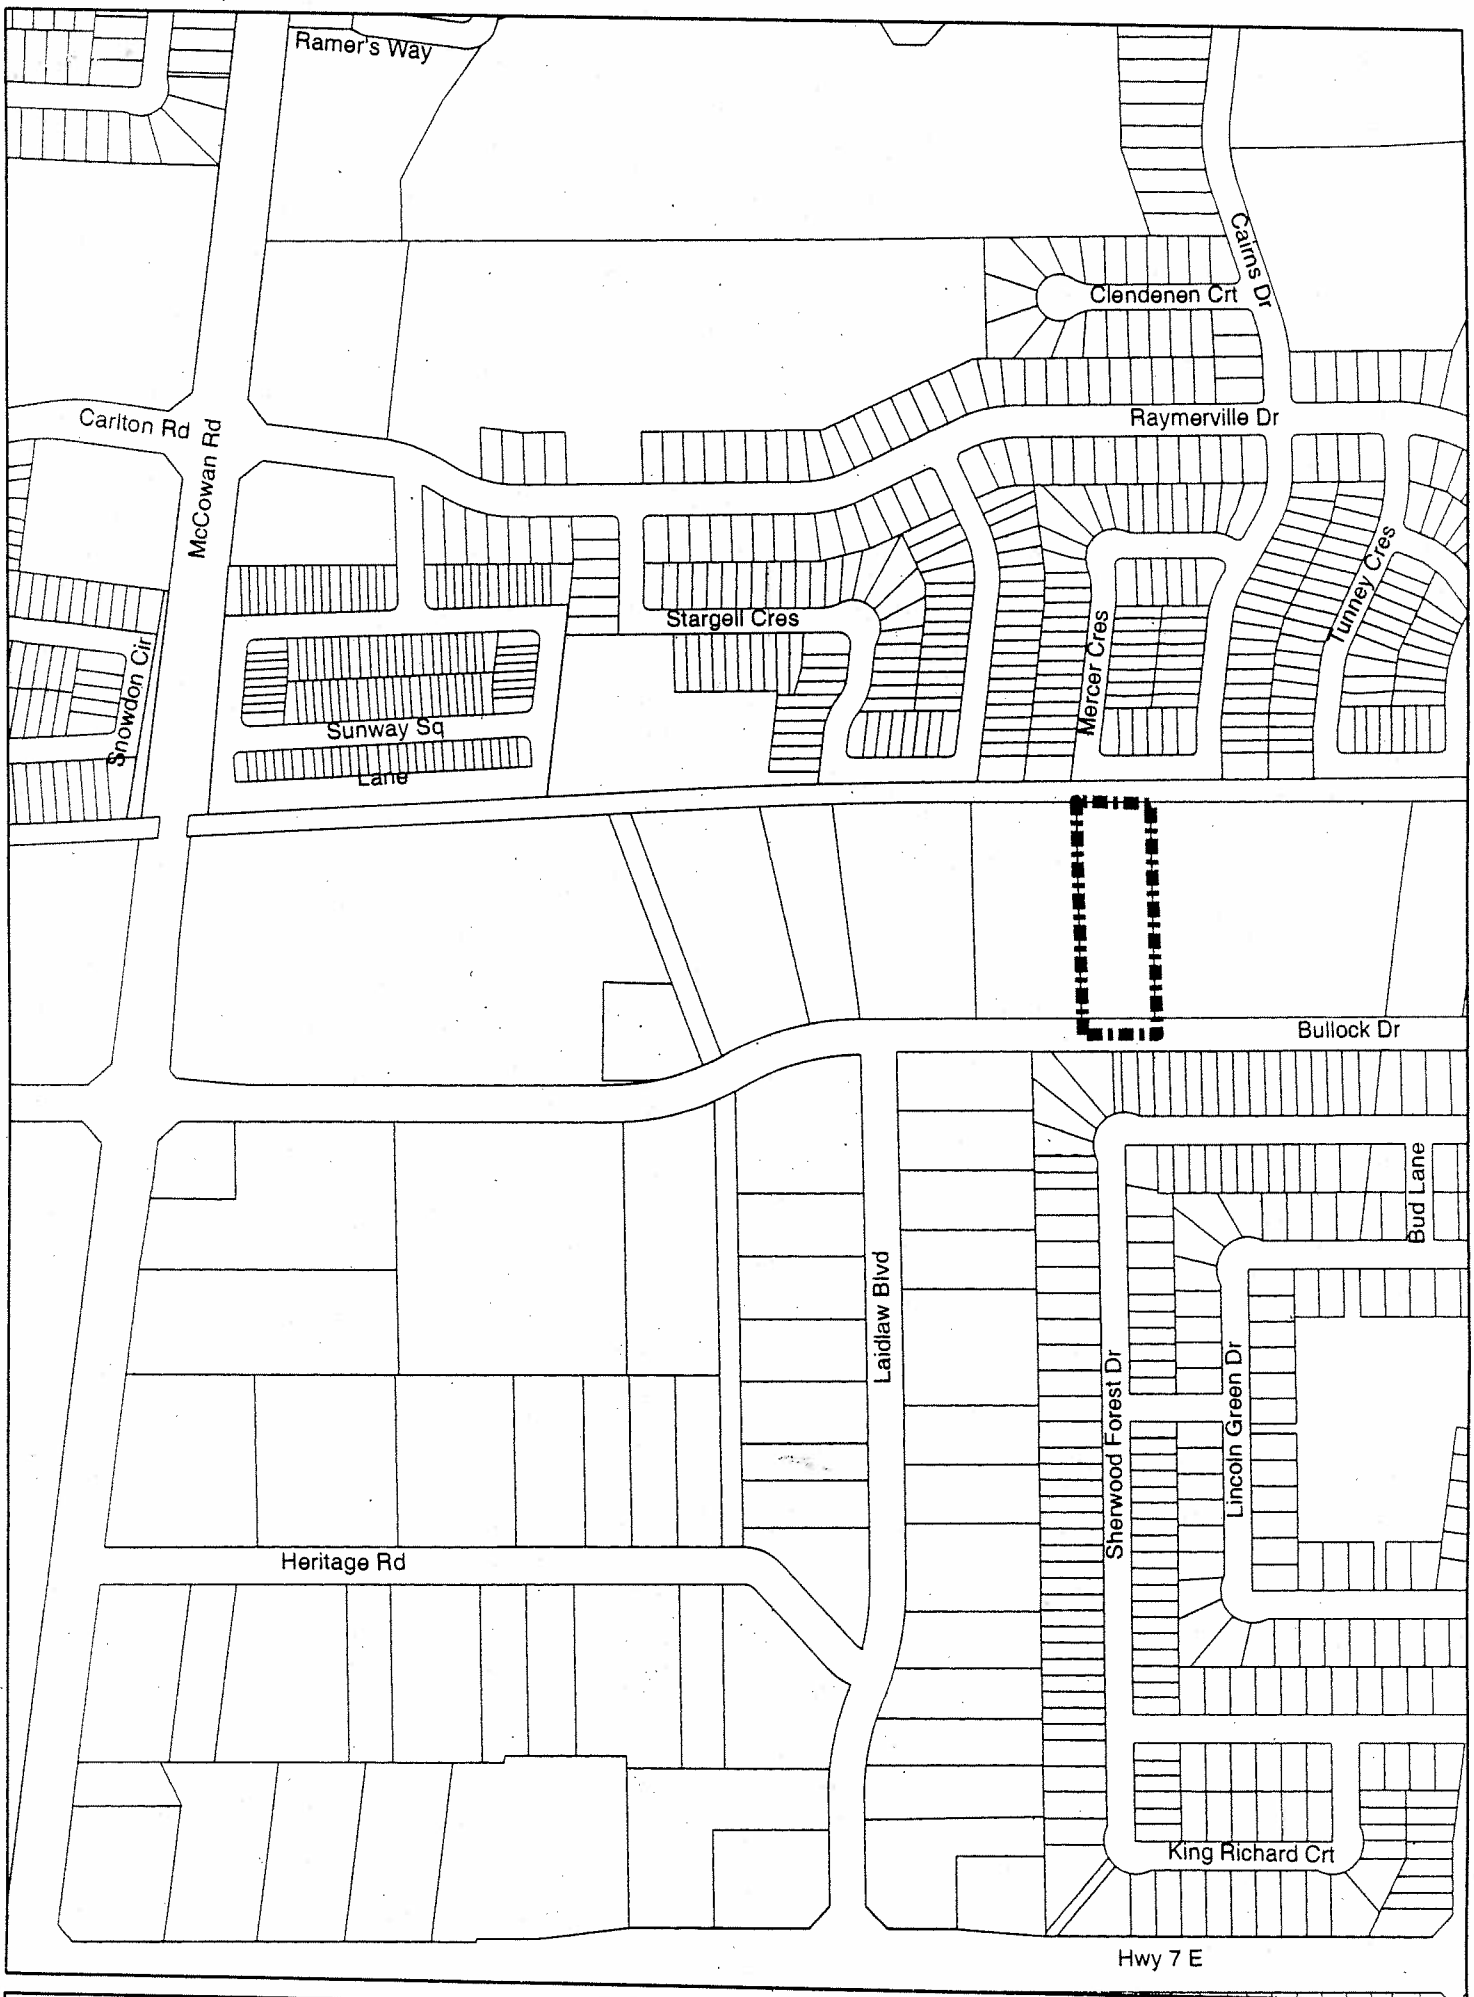 Ramer's Way
Cairns Dr
Clendenen Crt
Carlton Rd
McCowan Rd
Raymerville Dr
Stargell Cres
Tunney Cres
Mercer Cres
Snowdon Cir
Sunway Sq
Lane
Bullock Dr
Bud Lane
Laidlaw Blvd
Sherwood Forest Dr
Lincoln Green Dr
Heritage Rd
King Richard Crt
Hwy 7 E